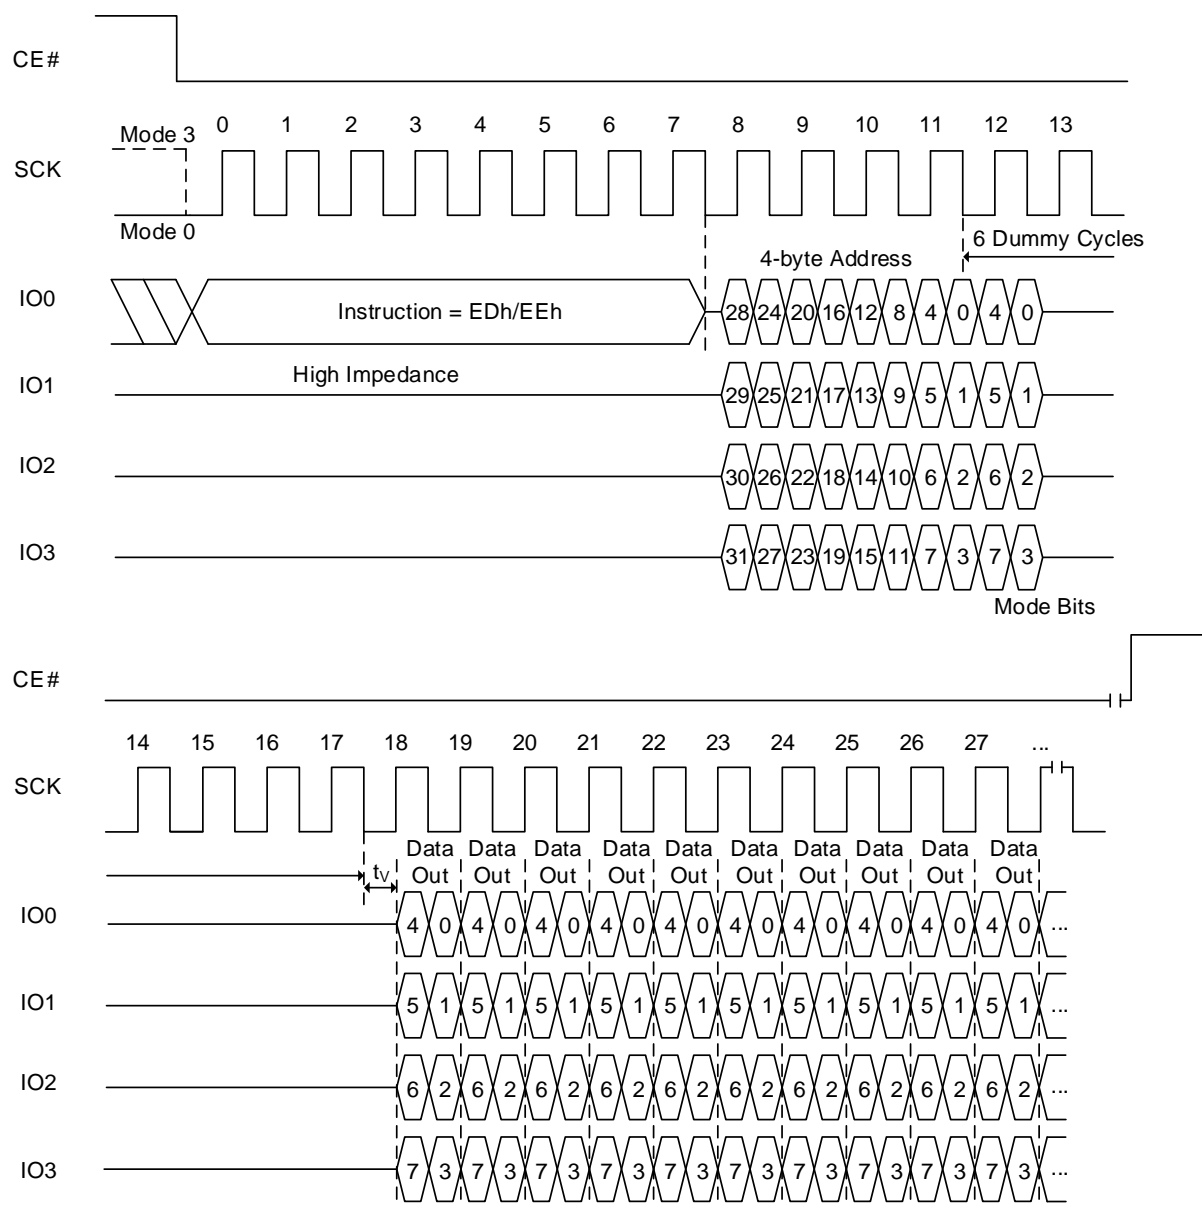 CE#
Mode 3
0 1 2 3 4 5 6 7 8 9 10 11 12 13
SCK
Mode 0
6 Dummy Cycles
4-byte Address
IO0
Instruction = EDh/EEh
28 24 20 16 12 8 4 0 4 0
High Impedance
IO1
29 25 21 17 13 9 5 1 5 1
IO2
30 26 22 18 14 10 6 2 6 2
IO3
31 27 23 19 15 11 7 3 7 3
Mode Bits
CE#
14 15 16 17 18 19 20 21 22 23 24 25 26 27 ...
SCK
Data Data Data Data Data Data Data Data Data Data
tV Out Out Out Out Out Out Out Out Out Out
IO0
4 0 4 0 4 0 4 0 4 0 4 0 4 0 4 0 4 0 4 0 ...
IO1
5 1 5 1 5 1 5 1 5 1 5 1 5 1 5 1 5 1 5 1 ...
IO2
6 2 6 2 6 2 6 2 6 2 6 2 6 2 6 2 6 2 6 2 ...
IO3
7 3 7 3 7 3 7 3 7 3 7 3 7 3 7 3 7 3 7 3 ...